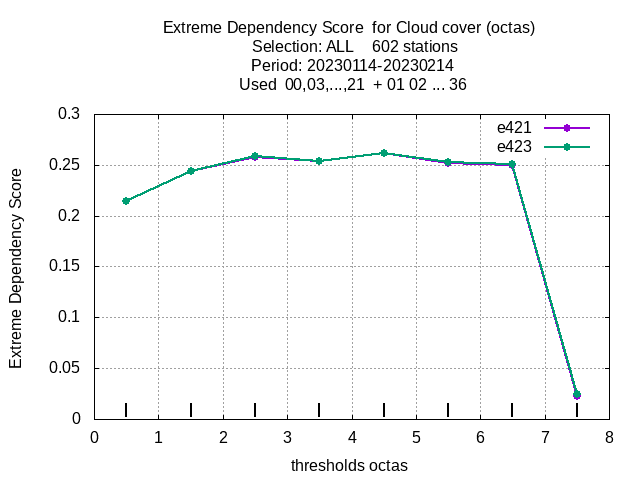 Extreme Dependency Score  for Cloud cover (octas)
Selection: ALL    602 stations
Period: 20230114-20230214
Used  00,03,...,21  + 01 02 ... 36
e421
e423
Extreme Dependency Score
0.3
0.25
0.2
0.15
0.1
0.05
0
0 1 2 3 4 5 6 7 8
thresholds octas